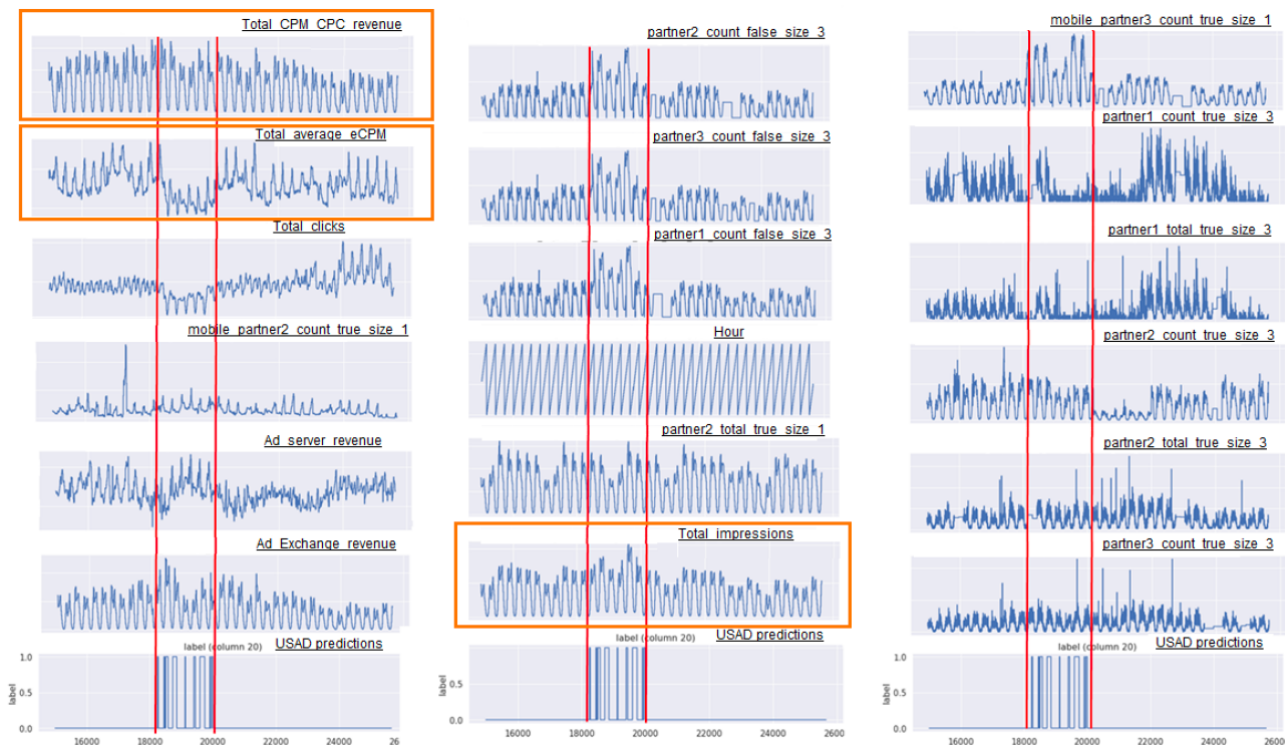 Total_CPM_CPC_revenue
Total_average_eCPM
Total_clicks
mobile_partner2_count_true_size_1
Ad_server_revenue
Ad_Exchange_revenue
USAD predictions
label (column 20)
1.0
0.5
0.0
label
16000 18000 20000 22000 24000 26
partner2_count_false_size_3
partner3_count_false_size_3
partner1_count_false_size_3
Hour
partner2_total_true_size_1
Total_impressions
USAD predictions
label (column 20)
1.0
0.5
0.0
label
16000 18000 20000 22000 24000 2600
mobile_partner3_count_true_size_1
partner1_count_true_size_3
partner1_total_true_size_3
partner2_count_true_size_3
partner2_total_true_size_3
partner3_count_true_size_3
USAD predictions
label (column 20)
1.0
0.5
0.0
label
16000 18000 20000 22000 24000 2600